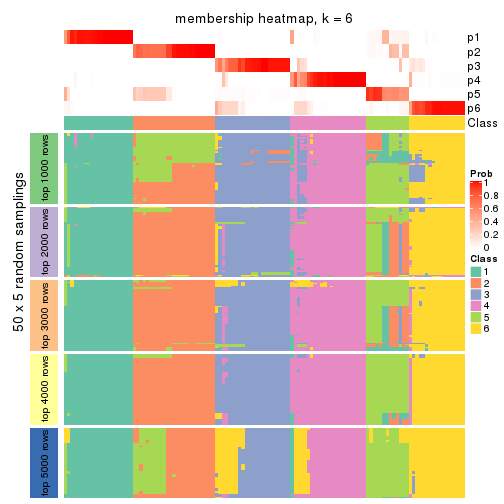 membership heatmap, k = 6
p1
p2
p3
p4
p5
p6
Class
50 x 5 random samplings
top 1000 rows
top 2000 rows
top 3000 rows
top 4000 rows
top 5000 rows
Prob
1
0.8
0.6
0.4
0.2
0
Class
1
2
3
4
5
6